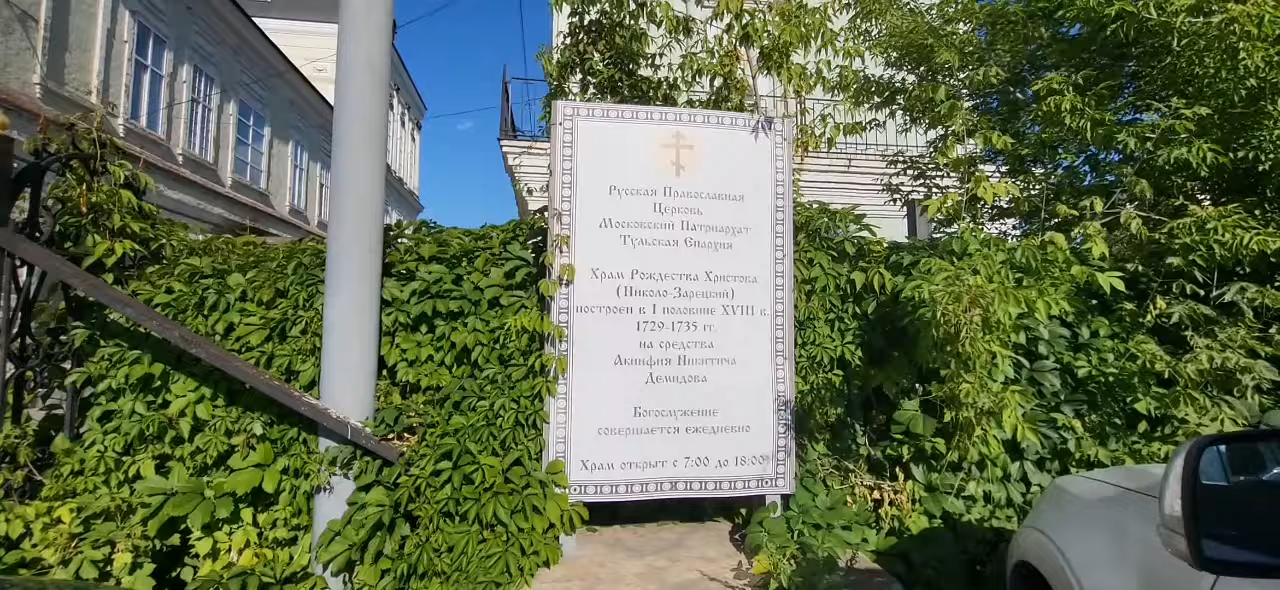 Русская Православная
Церковь
Московский Патриархат
Тульская Епархия
Храм Рождества Христова
(Николо-Зарецкий)
построен в I половине XVIII в.
1729-1735 гг.
на средства
Акинфия Никитича
Демидова
Богослужение
совершается ежедневно
Храм открыт с 7:00 до 18:00